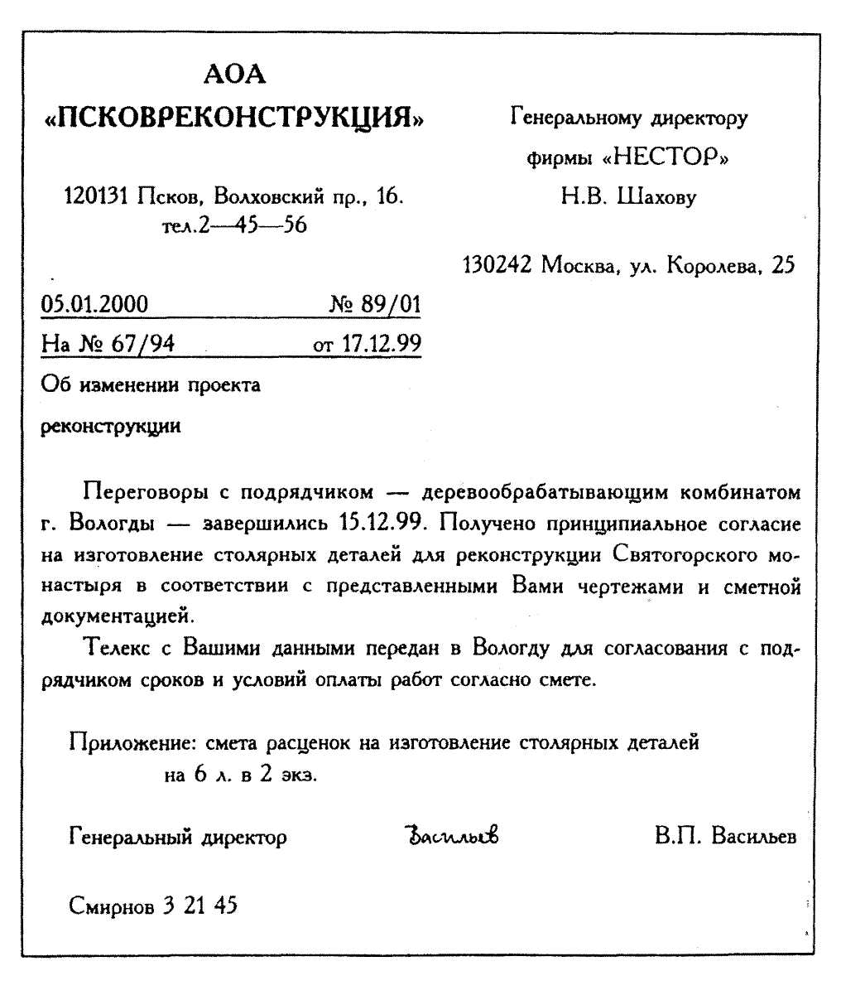 АОА
«ПСКОВРЕКОНСТРУКЦИЯ»
120131 Псков, Волховский пр., 16.
тел.2—45—56
Генеральному директору
фирмы «НЕСТОР»
Н.В. Шахову
130242 Москва, ул. Королева, 25
05.01.2000 № 89/01
На № 67/94 от 17.12.99
Об изменении проекта
реконструкции
Переговоры с подрядчиком — деревообрабатывающим комбинатом
г. Вологды — завершились 15.12.99. Получено принципиальное согласие
на изготовление столярных деталей для реконструкции Святогорского мо-
настыря в соответствии с представленными Вами чертежами и сметной
документацией.
Телекс с Вашими данными передан в Вологду для согласования с под-
рядчиком сроков и условий оплаты работ согласно смете.
Приложение: смета расценок на изготовление столярных деталей
на 6 л. в 2 экз.
Генеральный директор Васильев В.П. Васильев
Смирнов 3 21 45